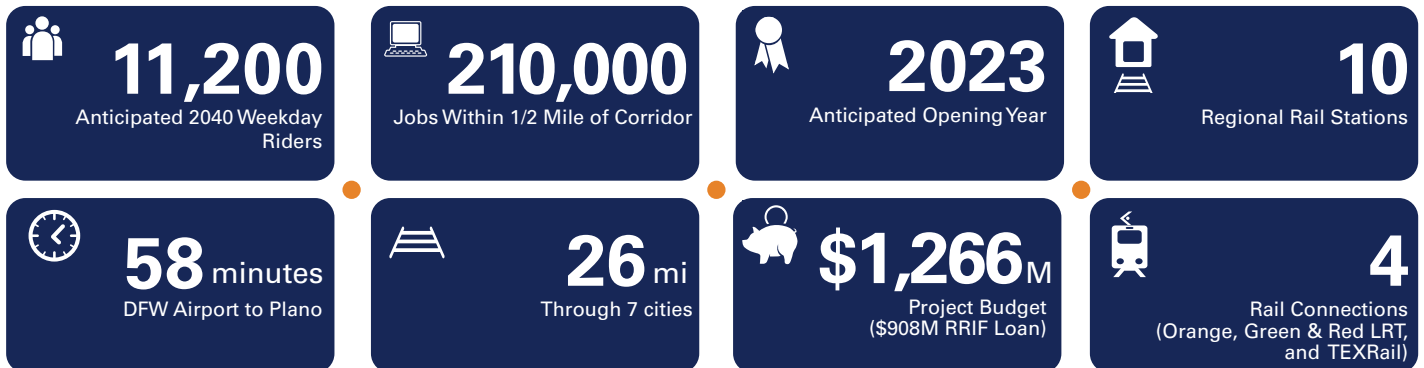 11,200
Anticipated 2040 Weekday
Riders
210,000
Jobs Within 1/2 Mile of Corridor
2023
Anticipated Opening Year
10
Regional Rail Stations
58 minutes
DFW Airport to Plano
26 mi
Through 7 cities
$1,266M
Project Budget
($908M RRIF Loan)
4
Rail Connections
(Orange, Green & Red LRT,
and TEXRail)